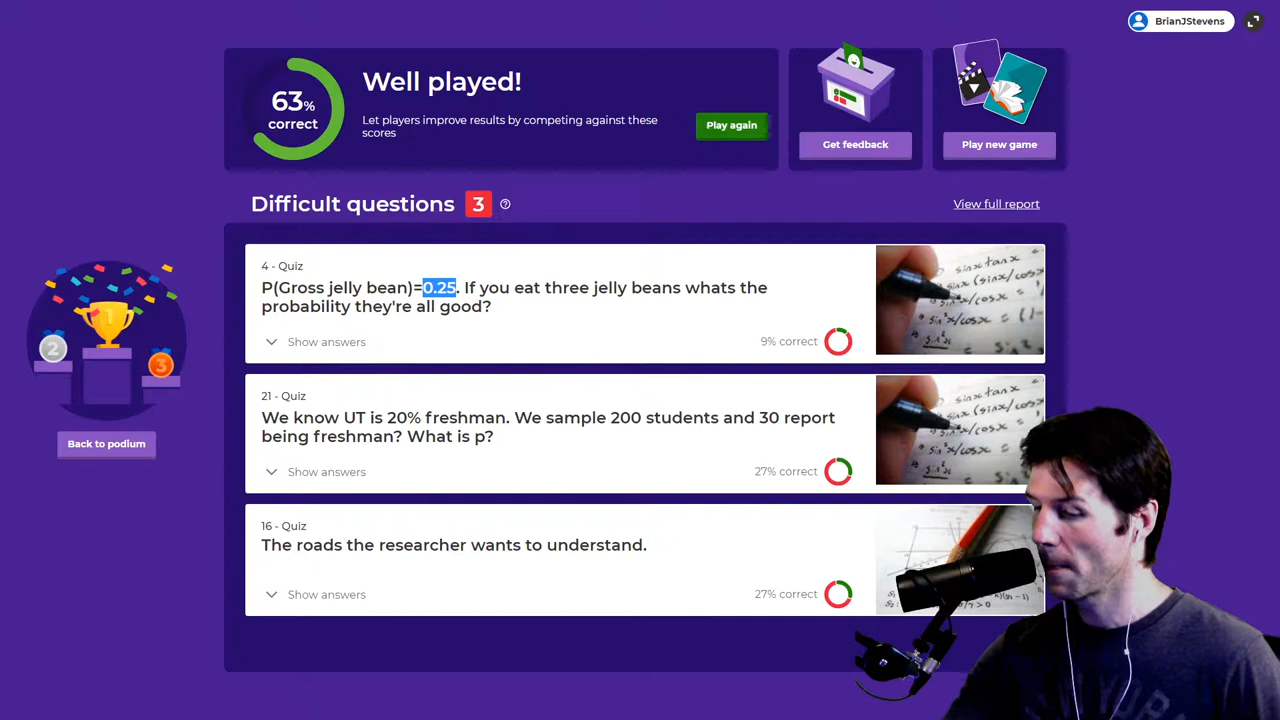 BrianJStevens
63%
correct
Well played!
Let players improve results by competing against these
scores
Play again
Get feedback
Play new game
Difficult questions 3
View full report
1
2
3
Back to podium
4 - Quiz
P(Gross jelly bean)=0.25. If you eat three jelly beans whats the
probability they're all good?
Show answers
9% correct
21 - Quiz
We know UT is 20% freshman. We sample 200 students and 30 report
being freshman? What is p?
Show answers
27% correct
16 - Quiz
The roads the researcher wants to understand.
Show answers
27% correct